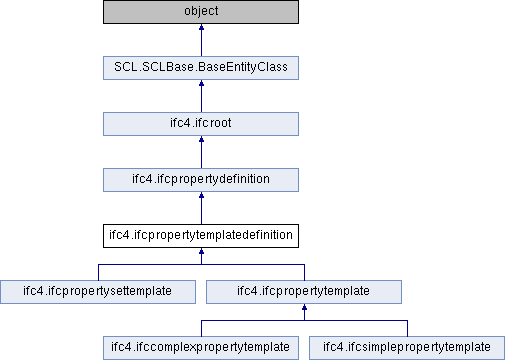 object
SCL.SCLBase.BaseEntityClass
ifc4.ifcroot
ifc4.ifcpropertydefinition
ifc4.ifcpropertytemplatedefinition
ifc4.ifcpropertysettemplate
ifc4.ifcpropertytemplate
ifc4.ifccomplexpropertytemplate
ifc4.ifcsimplepropertytemplate